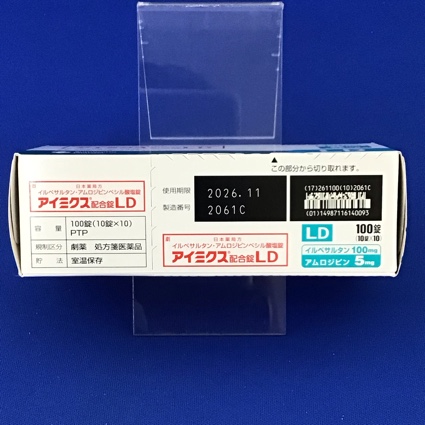 この部分から切り取れます。
日本薬局方
イルベサルタン・アムロジピンベシル酸塩錠
アイミクス配合錠LD
容量 100錠(10錠×10)
PTP
規制区分 劇薬 処方箋医薬品
貯法 室温保存
使用期限 2026.11
製造番号 2061C
(17)261100(10)2061C
(01)14987116140093
日本薬局方
イルベサルタン・アムロジピンベシル酸塩錠
アイミクス配合錠LD
LD 100錠
(10錠×10)
イルベサルタン 100mg
アムロジピン 5mg